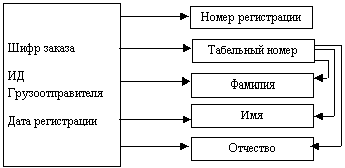 Номер регистрации
Шифр заказа
Табельный номер
ИД
Грузоотправителя
Фамилия
Дата регистрации
Имя
Отчество